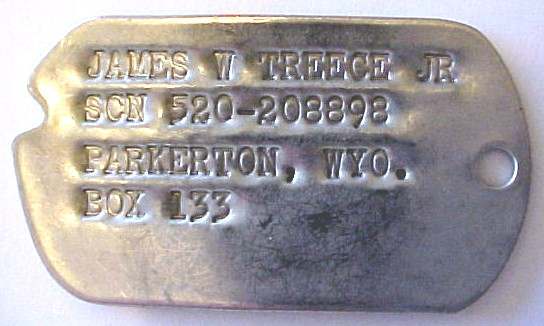 JAMES W TREECE JR
SCN 520-208898
PARKERTON, WYO.
BOX 133